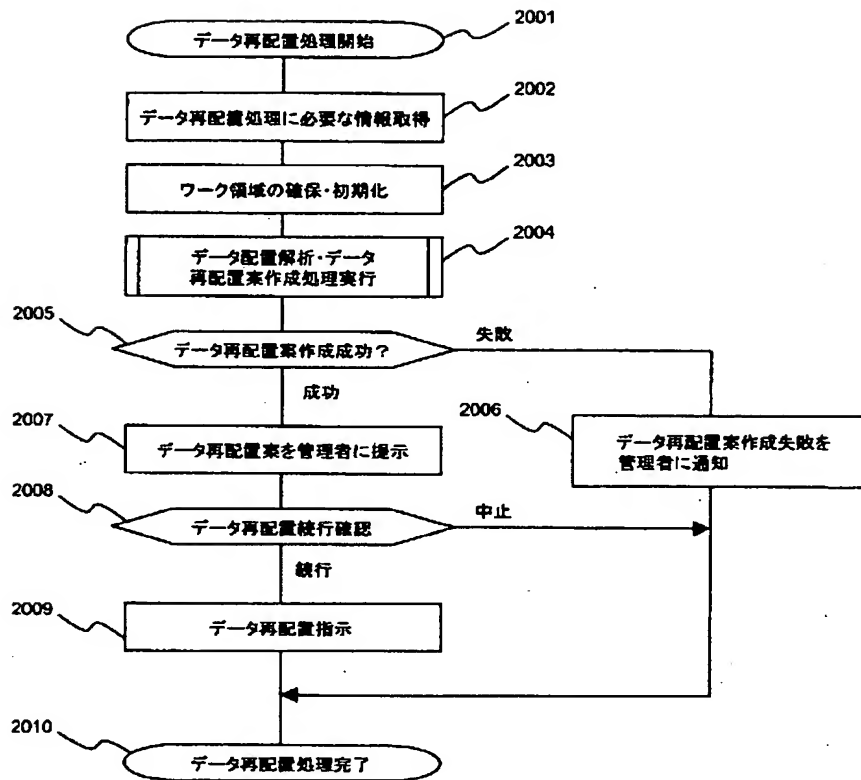 2001
データ再配置処理開始
2002
データ再配置処理に必要な情報取得
2003
ワーク領域の確保・初期化
2004
データ配置解析・データ
再配置案作成処理実行
2005
データ再配置案作成成功？
失敗
成功
2006
データ再配置案作成失敗を
管理者に通知
2007
データ再配置案を管理者に提示
2008
データ再配置続行確認
中止
続行
2009
データ再配置指示
2010
データ再配置処理完了